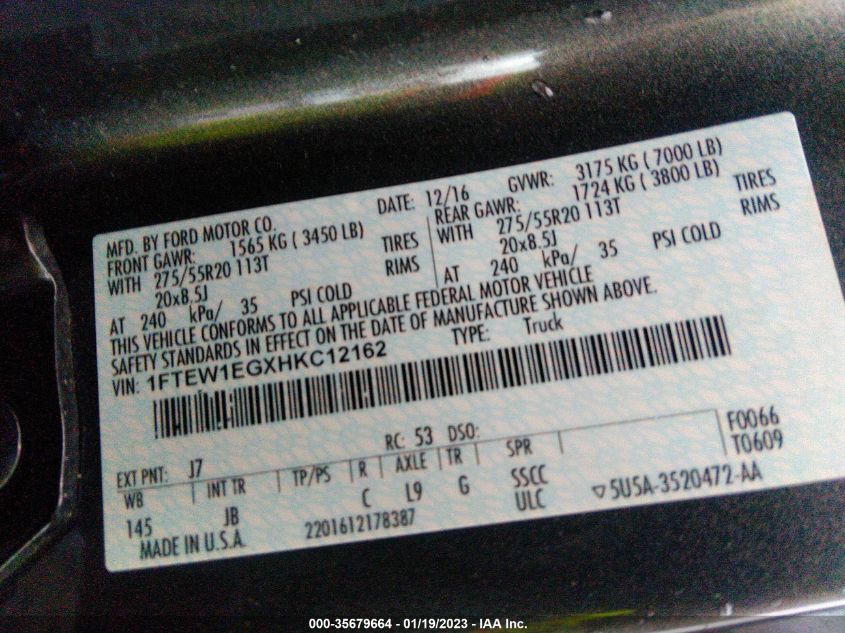 MFD. BY FORD MOTOR CO.
DATE: 12/16 GVWR: 3175 KG ( 7000 LB)
FRONT GAWR: 1565 KG ( 3450 LB)
REAR GAWR: 1724 KG ( 3800 LB)
WITH 275/55R20 113T TIRES
WITH 275/55R20 113T TIRES
20x8.5J RIMS
20x8.5J RIMS
AT 240 kPa/ 35 PSI COLD
AT 240 kPa/ 35 PSI COLD
THIS VEHICLE CONFORMS TO ALL APPLICABLE FEDERAL MOTOR VEHICLE
SAFETY STANDARDS IN EFFECT ON THE DATE OF MANUFACTURE SHOWN ABOVE.
VIN: 1FTEW1EGXHKC12162
TYPE: Truck
EXT PNT: J7 RC: 53 DSO:
F0066
T0609
WB INT TR TP/PS R AXLE TR SPR
145 JB C L9 G SSCC
ULC
▽5U5A-3520472-AA
MADE IN U.S.A. 2201612178387
000-35679664 - 01/19/2023 - IAA Inc.